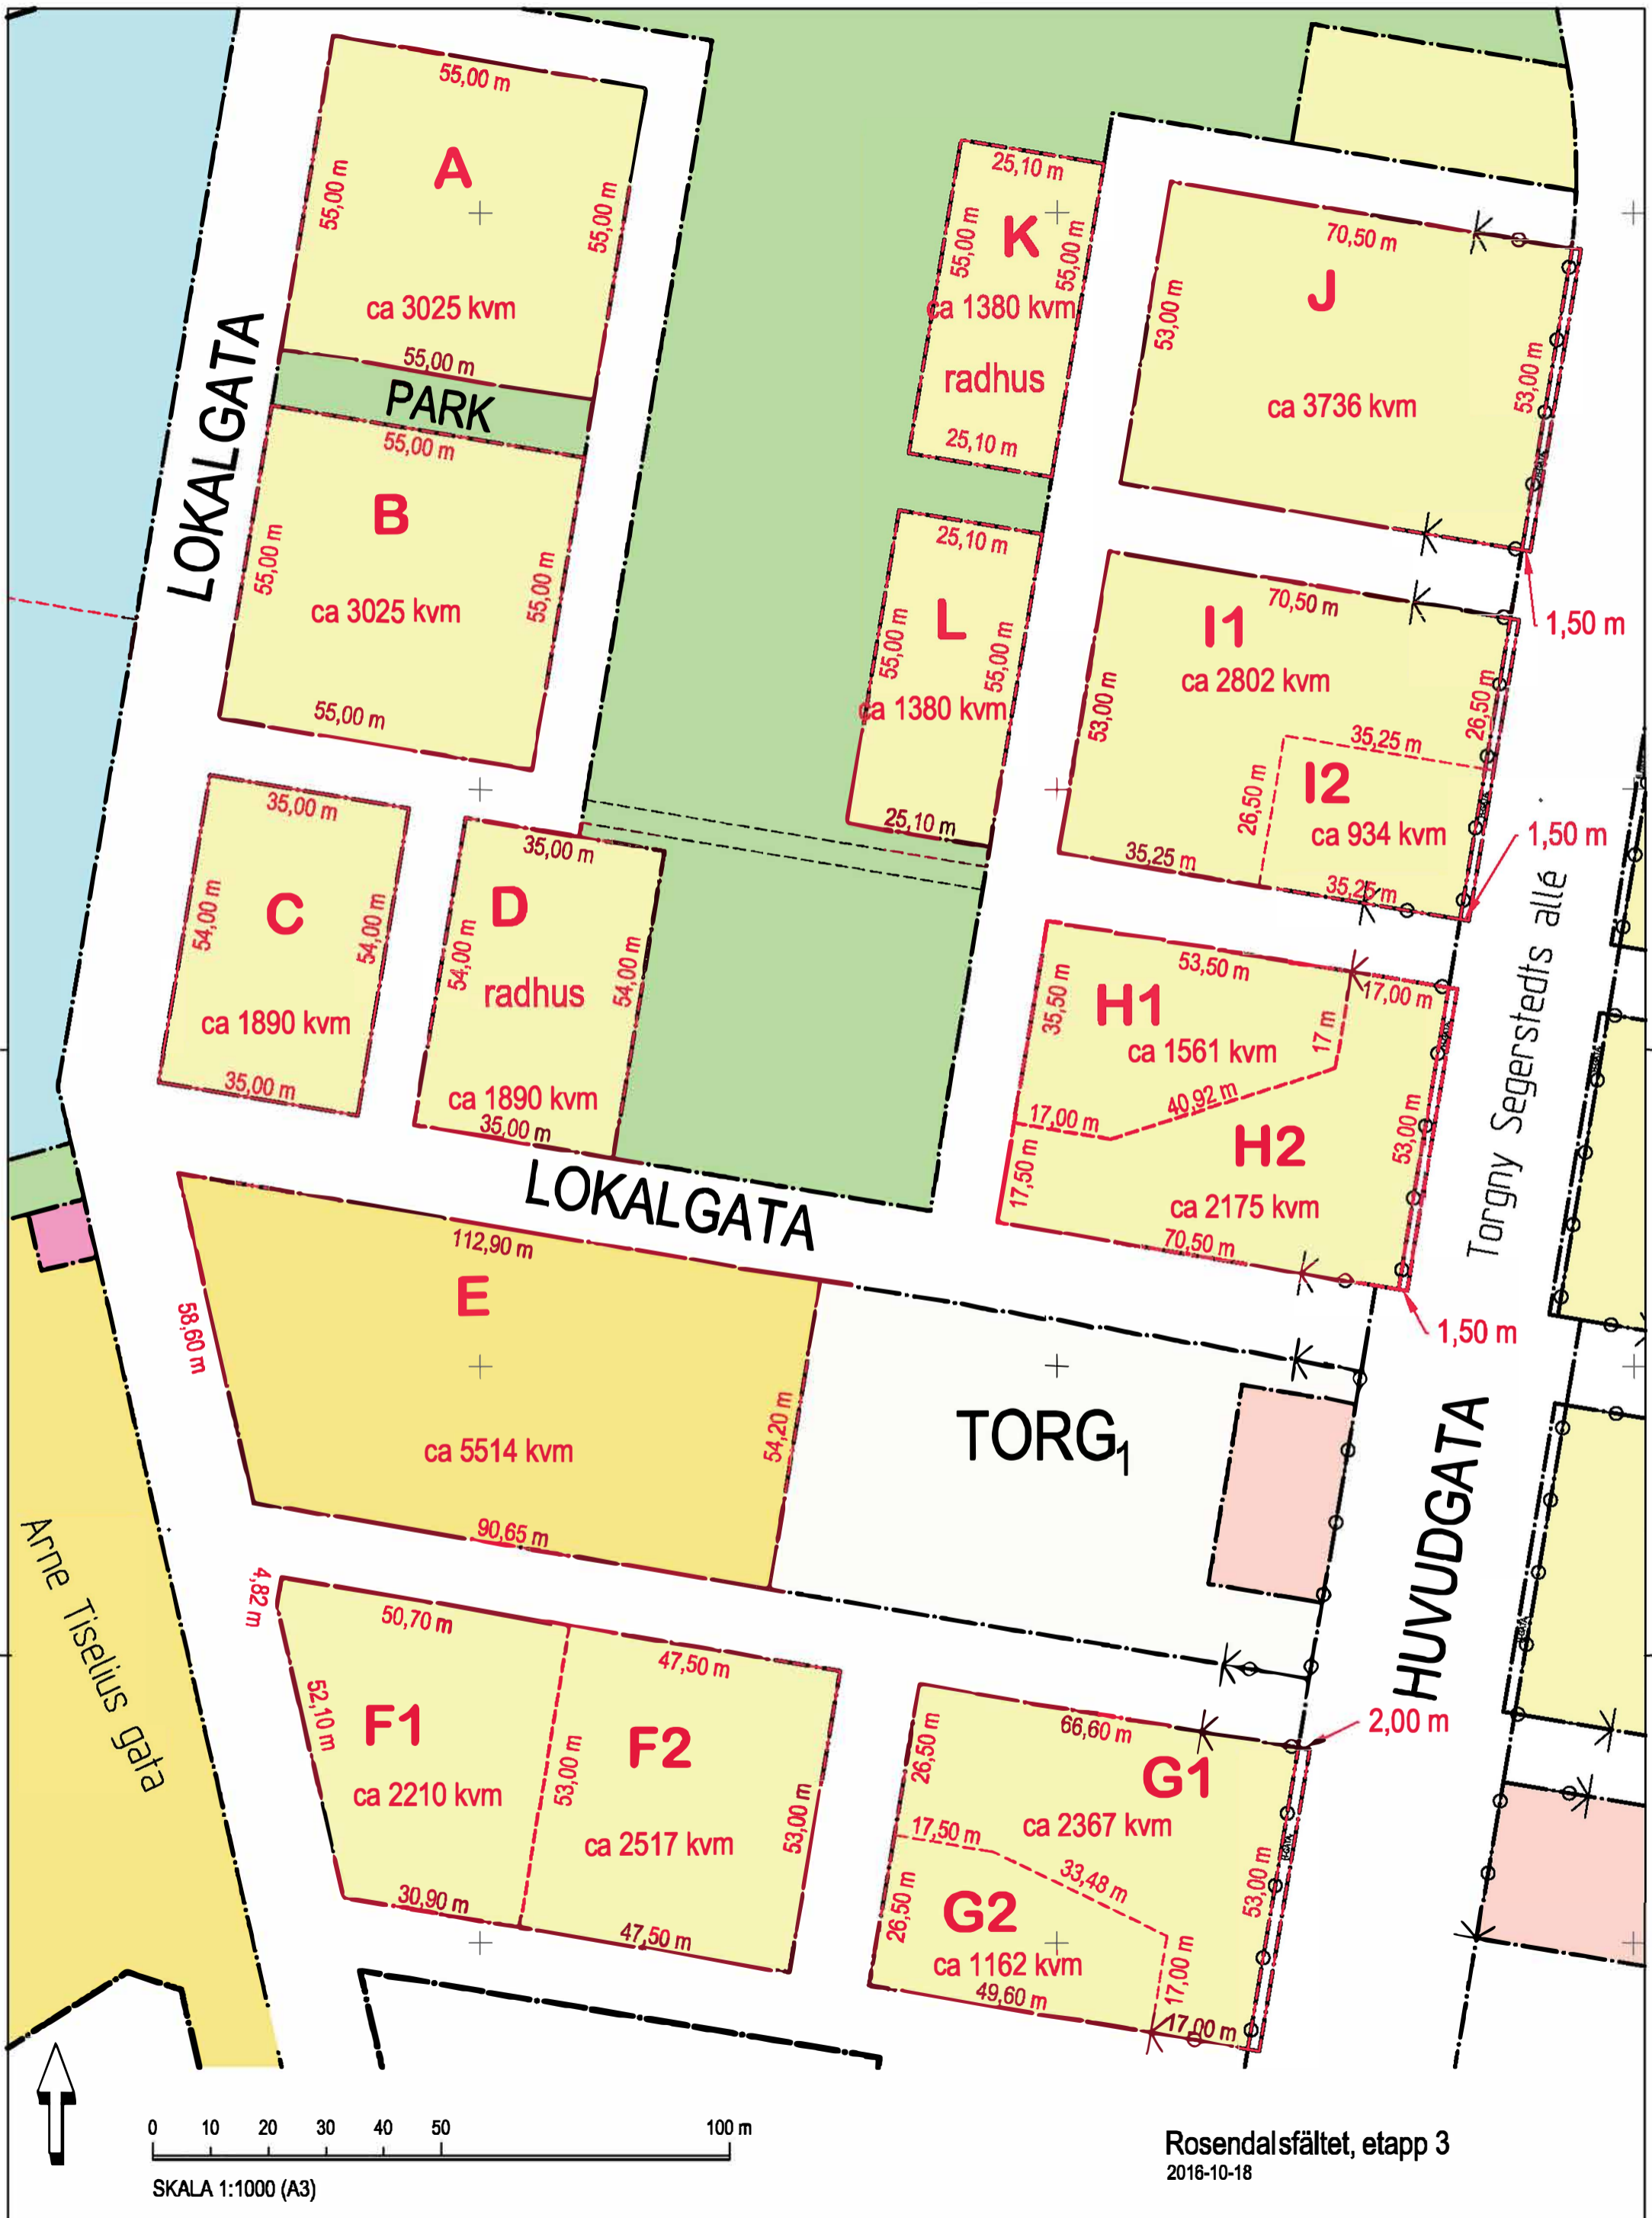 55,00 m
A
55,00 m
55,00 m
ca 3025 kvm
55,00 m
PARK
LOKALGATA
55,00 m
B
55,00 m
55,00 m
ca 3025 kvm
55,00 m
25,10 m
K
55,00 m
55,00 m
ca 1380 kvm
radhus
25,10 m
70,50 m
J
53,00 m
53,00 m
ca 3736 kvm
1,50 m
25,10 m
L
55,00 m
55,00 m
ca 1380 kvm
25,10 m
70,50 m
I1
ca 2802 kvm
53,00 m
26,50 m
35,25 m
I2
26,50 m
ca 934 kvm
35,25 m
35,25 m
1,50 m
35,00 m
C
54,00 m
54,00 m
ca 1890 kvm
35,00 m
35,00 m
D
54,00 m
54,00 m
radhus
ca 1890 kvm
35,00 m
53,50 m
17,00 m
H1
35,50 m
17 m
ca 1561 kvm
40,92 m
17,00 m
H2
17,50 m
53,00 m
ca 2175 kvm
70,50 m
1,50 m
Torgny Segerstedts allé
LOKALGATA
112,90 m
E
58,60 m
54,20 m
ca 5514 kvm
90,65 m
TORG1
HUVUDGATA
Arne Tiselius gata
4,82 m
50,70 m
47,50 m
52,10 m
F1
F2
53,00 m
ca 2210 kvm
ca 2517 kvm
53,00 m
30,90 m
47,50 m
66,60 m
2,00 m
26,50 m
G1
ca 2367 kvm
17,50 m
33,48 m
53,00 m
26,50 m
G2
ca 1162 kvm
17,00 m
49,60 m
17,00 m
0 10 20 30 40 50 100 m
SKALA 1:1000 (A3)
Rosendalsfältet, etapp 3
2016-10-18